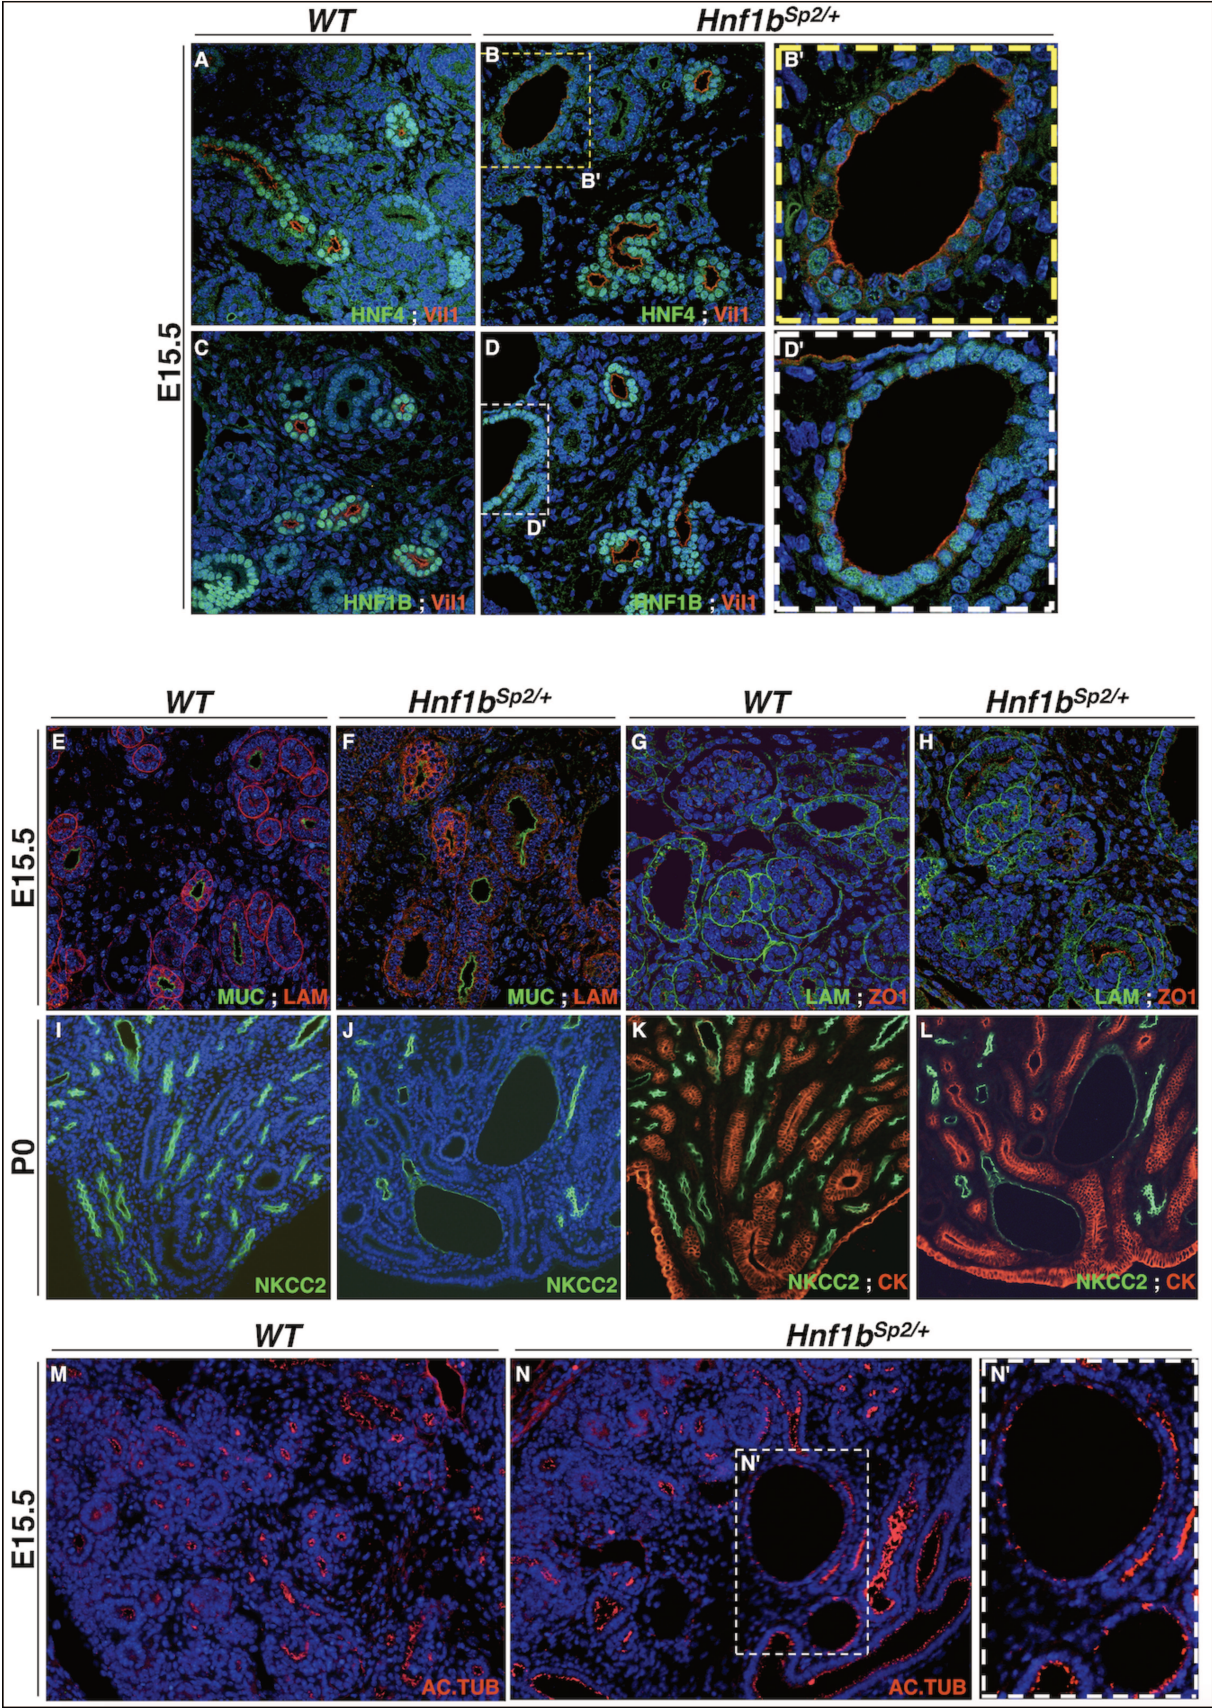 WT Hnf1bSp2/+
E15.5
A B B'
B'
HNF4 ; Vil1 HNF4 ; Vil1
C D D'
D'
HNF1B ; Vil1 HNF1B ; Vil1
WT Hnf1bSp2/+ WT Hnf1bSp2/+
E15.5
E F G H
MUC ; LAM MUC ; LAM LAM ; ZO1 LAM ; ZO1
P0
I J K L
NKCC2 NKCC2 NKCC2 ; CK NKCC2 ; CK
WT Hnf1bSp2/+
E15.5
M N N'
N'
AC.TUB AC.TUB